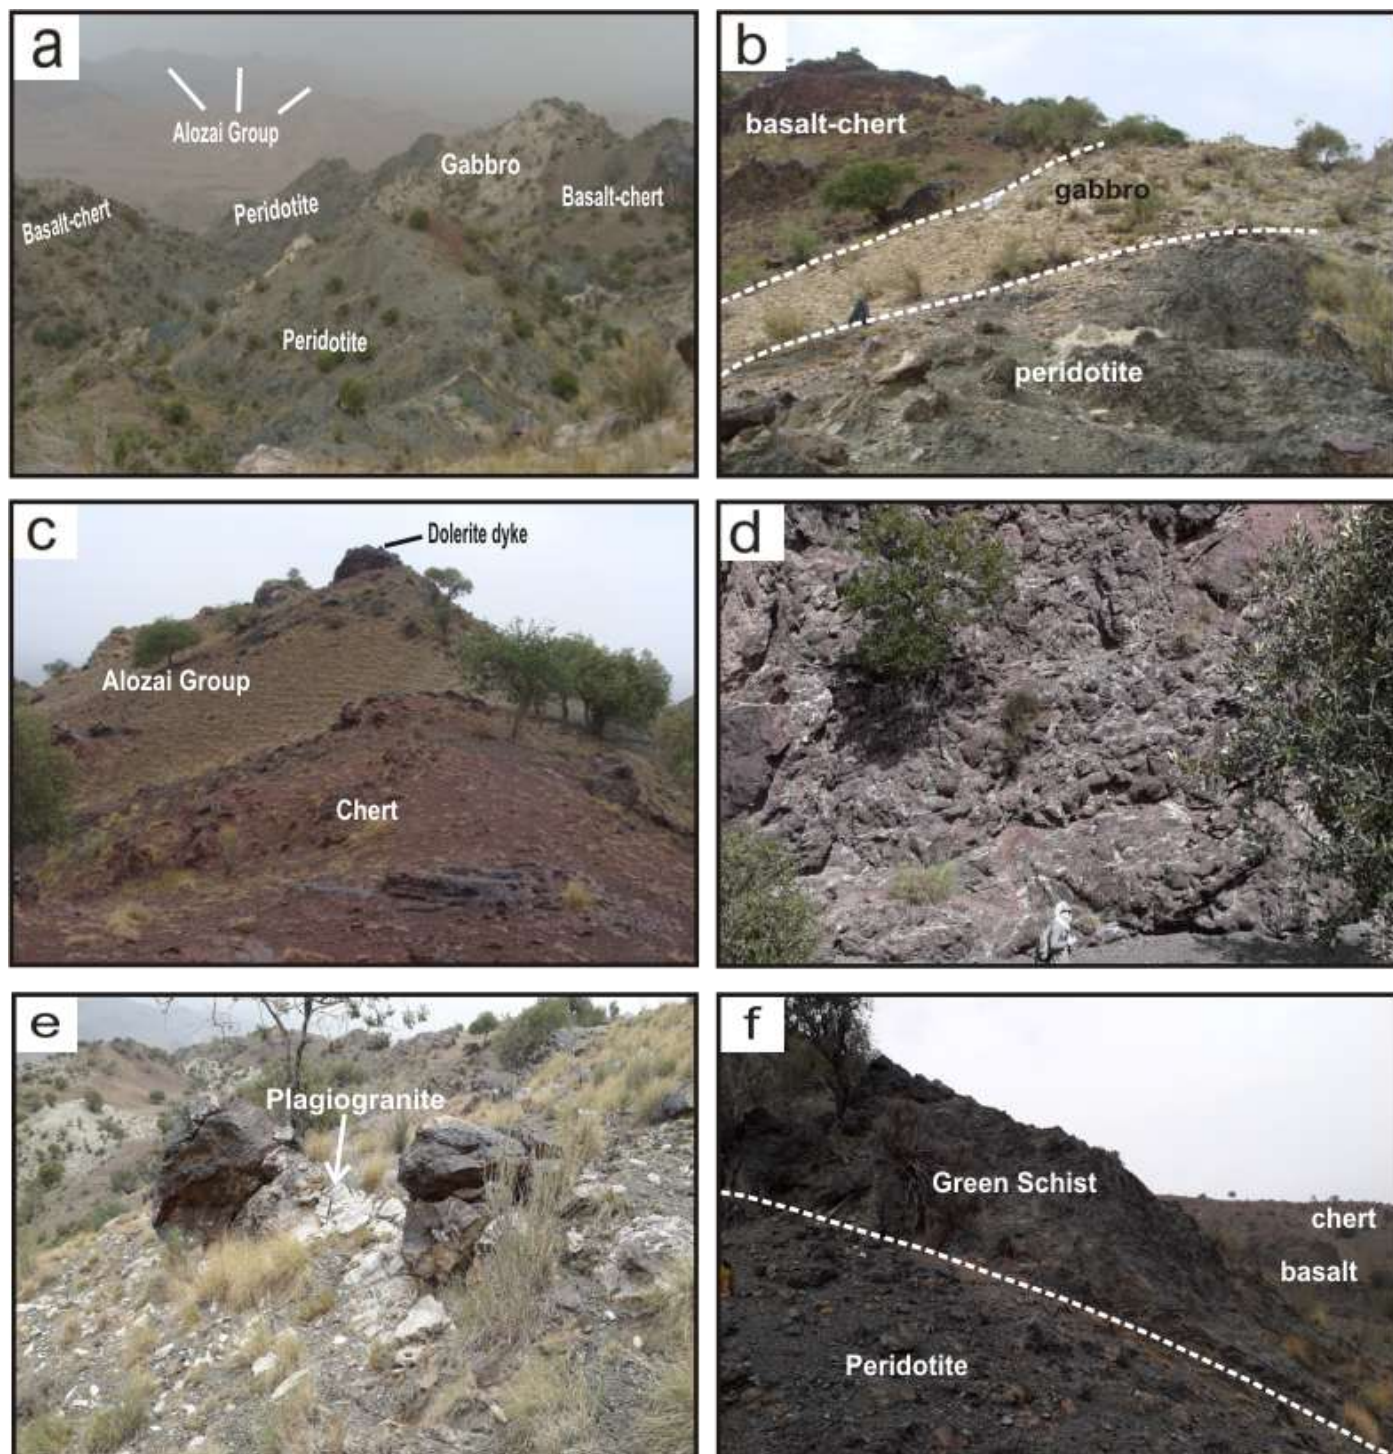 a
Alozai Group
Gabbro
Basalt-chert
Peridotite
Basalt-chert
Peridotite
b
basalt-chert
gabbro
peridotite
c
Dolerite dyke
Alozai Group
Chert
d
e
Plagiogranite
f
Green Schist
chert
basalt
Peridotite